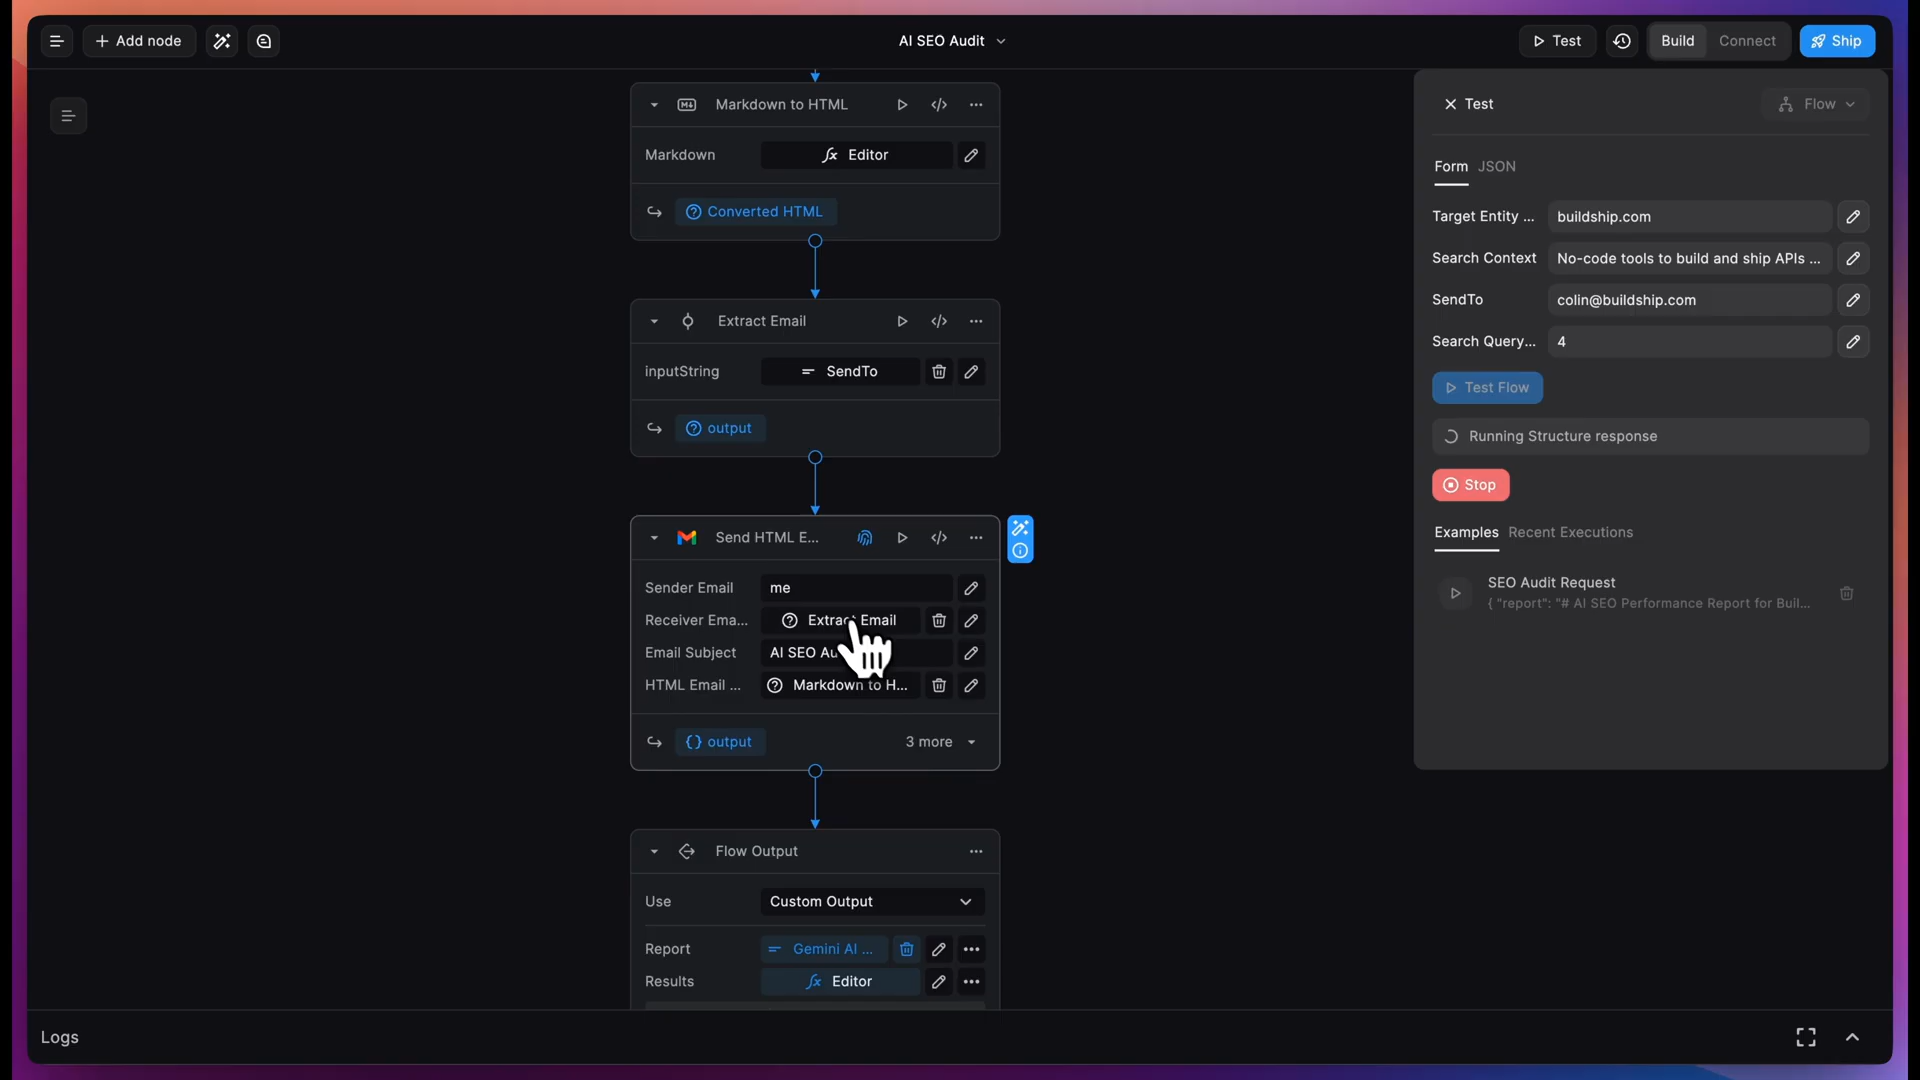 Add node
AI SEO Audit
Test
Build
Connect
Ship
Markdown to HTML
Markdown
Editor
Converted HTML
Extract Email
inputString
SendTo
output
Send HTML E...
Sender Email
me
Receiver Ema...
Extract Email
Email Subject
AI SEO Au
HTML Email ...
Markdown to H...
output
3 more
Flow Output
Use
Custom Output
Report
Gemini AI ...
Results
Editor
Test
Flow
Form
JSON
Target Entity ...
buildship.com
Search Context
No-code tools to build and ship APIs ...
SendTo
colin@buildship.com
Search Query...
4
Test Flow
Running Structure response
Stop
Examples
Recent Executions
SEO Audit Request
{ "report": "# AI SEO Performance Report for Buil...
Logs